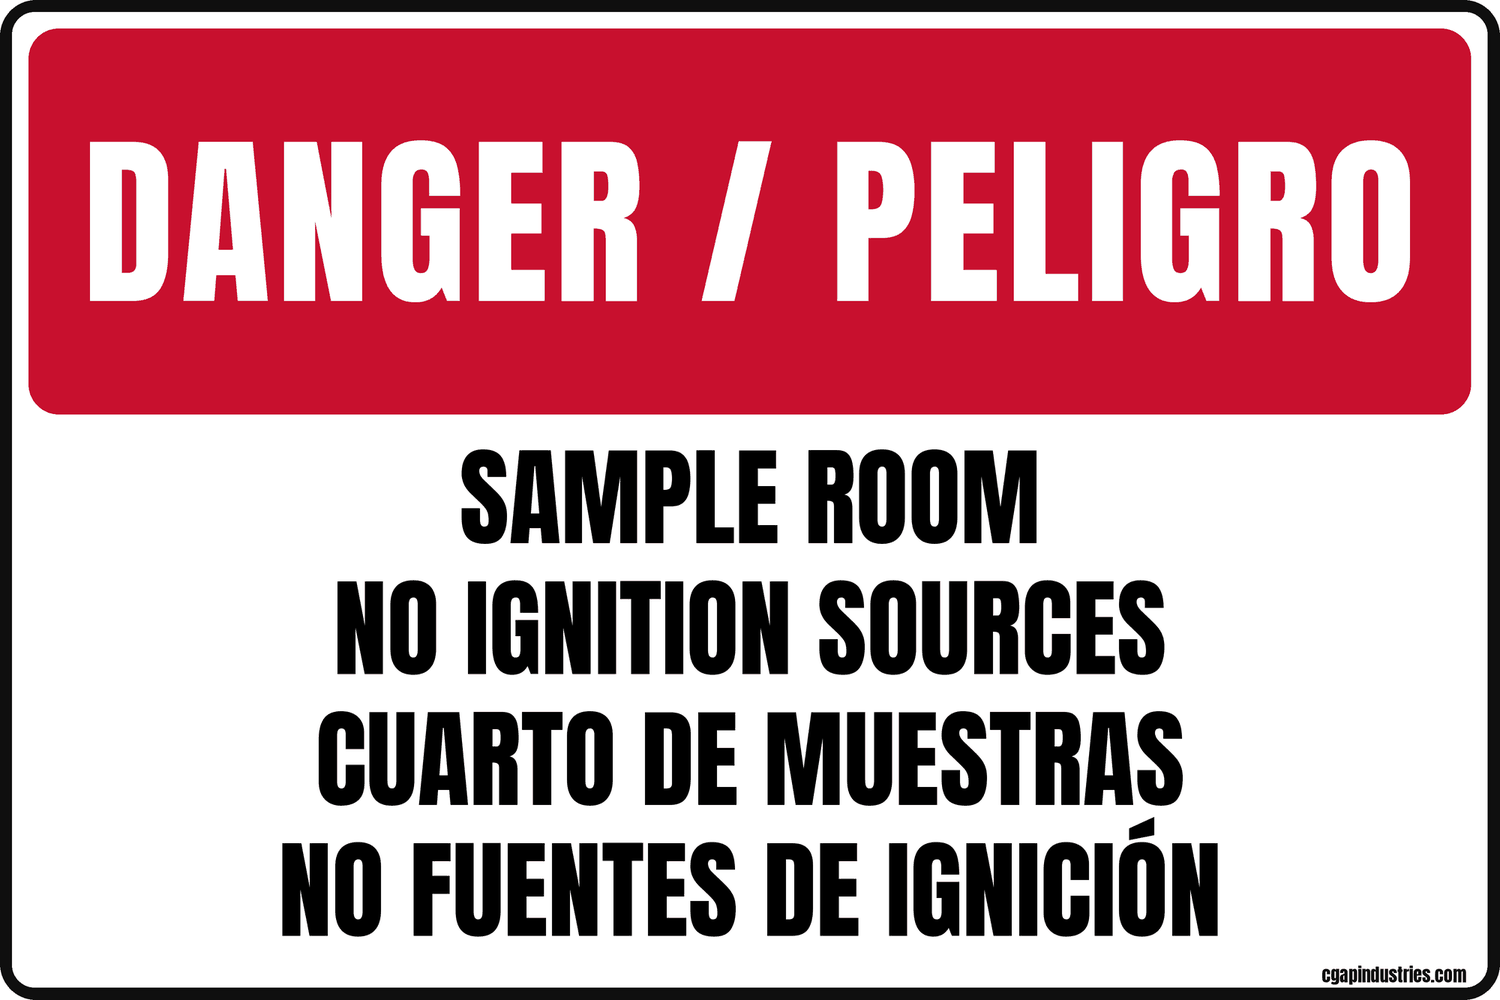 DANGER / PELIGRO
SAMPLE ROOM
NO IGNITION SOURCES
CUARTO DE MUESTRAS
NO FUENTES DE IGNICIÓN
cgapindustries.com